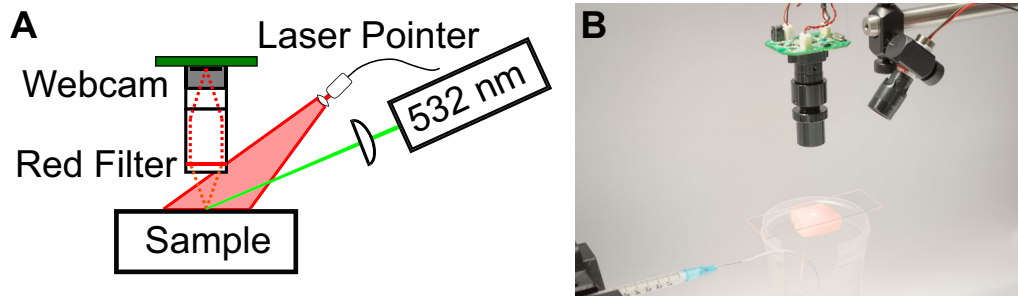 A
Laser Pointer
Webcam
532 nm
Red Filter
Sample
B